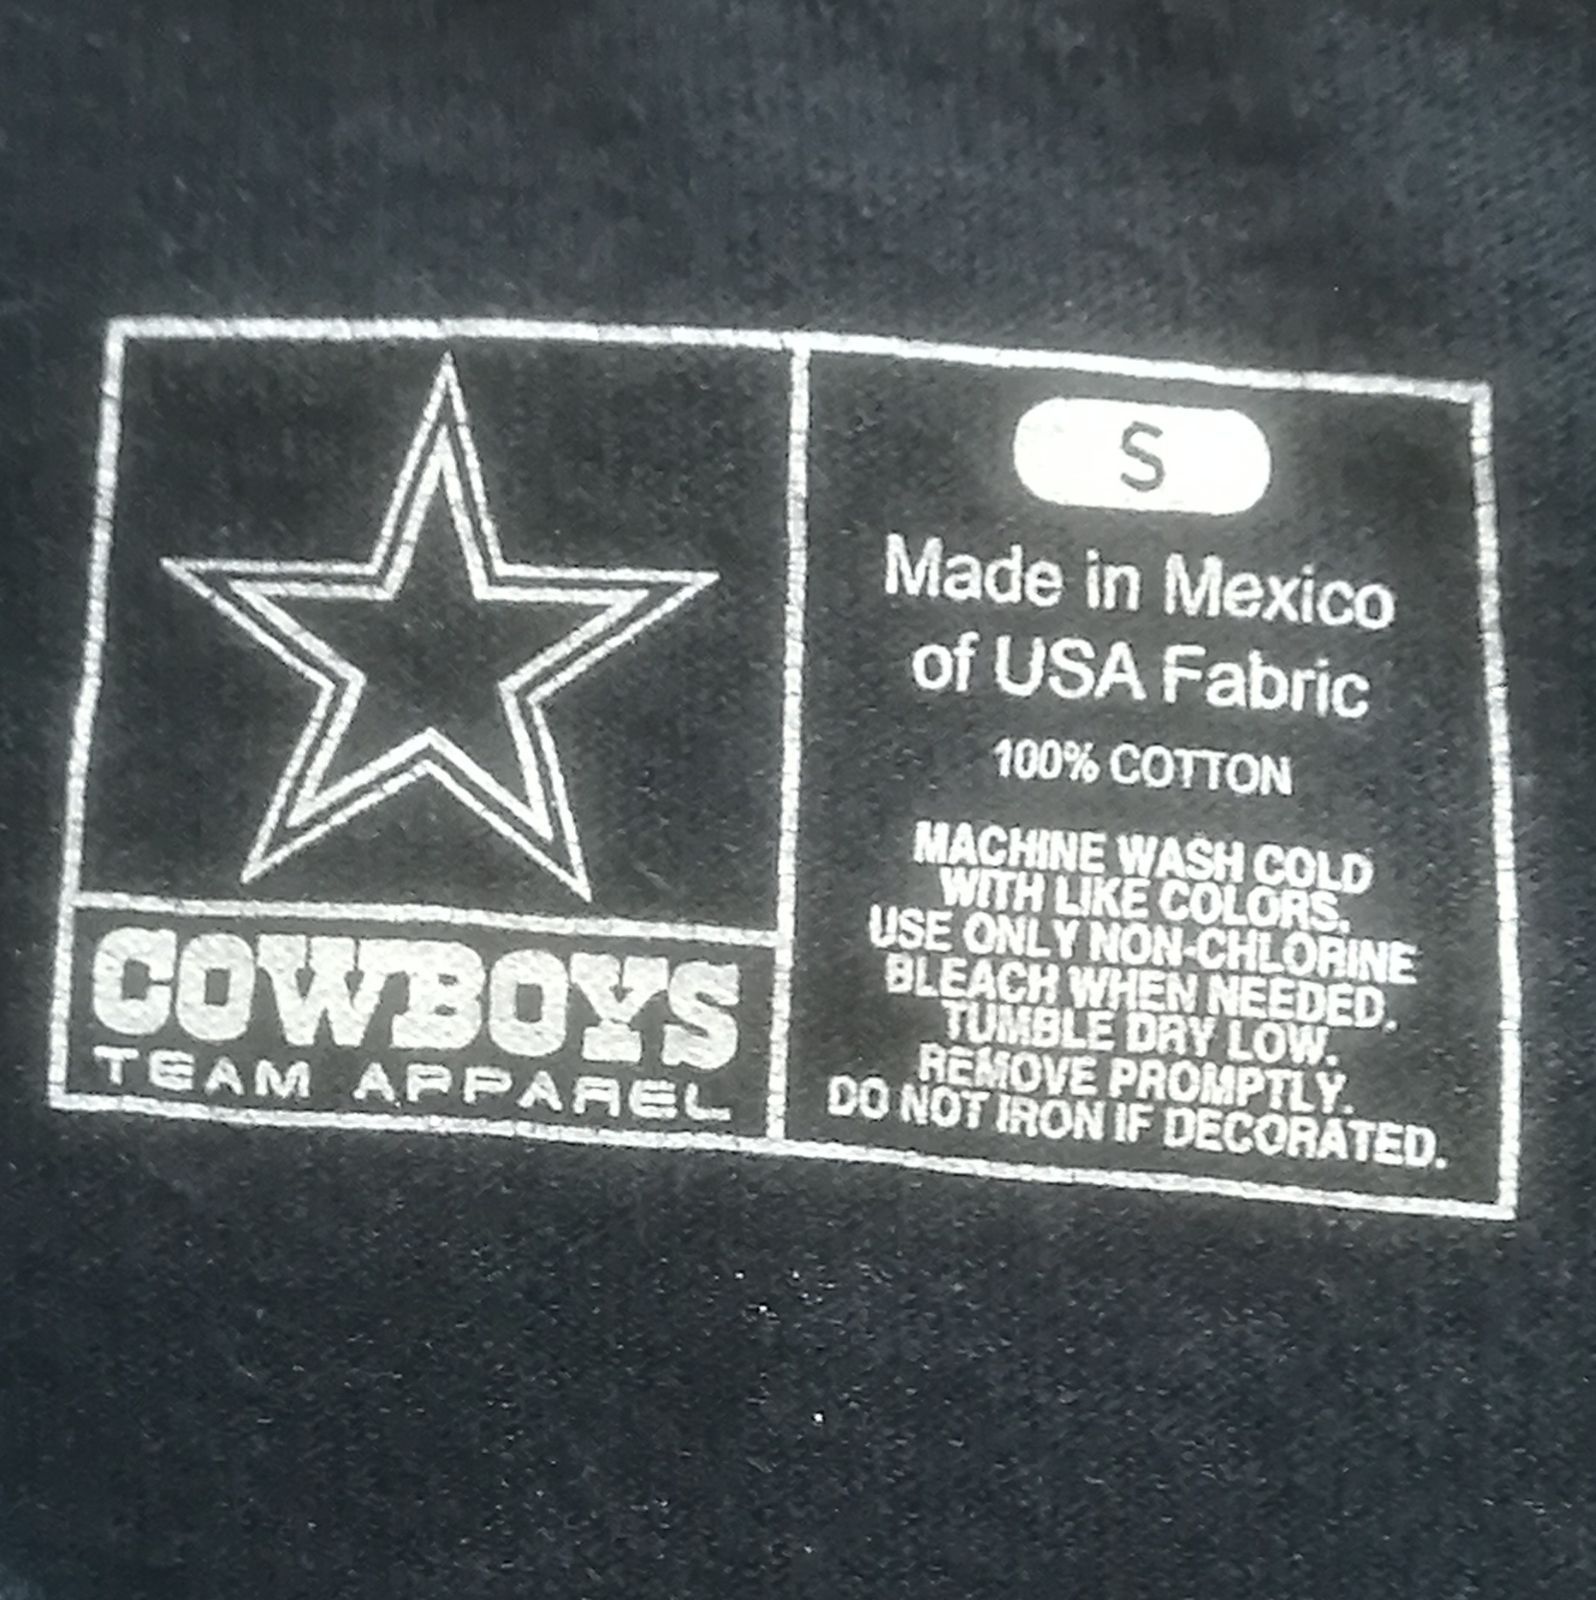 COWBOYS
TEAM APPAREL
S
Made in Mexico
of USA Fabric
100% COTTON
MACHINE WASH COLD
WITH LIKE COLORS.
USE ONLY NON-CHLORINE
BLEACH WHEN NEEDED.
TUMBLE DRY LOW.
REMOVE PROMPTLY.
DO NOT IRON IF DECORATED.